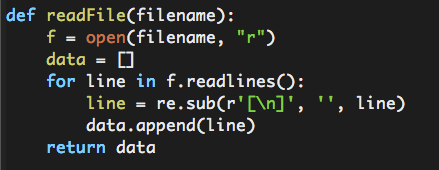 def readFile(filename):
    f = open(filename, "r")
    data = []
    for line in f.readlines():
        line = re.sub(r'[\n]', '', line)
        data.append(line)
    return data